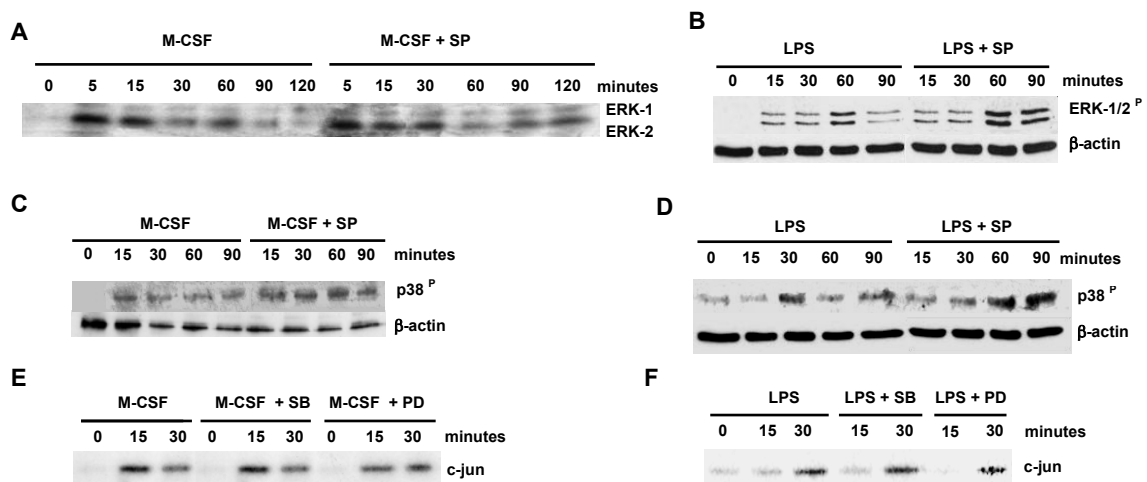 A
M-CSF
M-CSF + SP
0 5 15 30 60 90 120 5 15 30 60 90 120 minutes
ERK-1
ERK-2
B
LPS
LPS + SP
0 15 30 60 90 15 30 60 90 minutes
ERK-1/2 P
β-actin
C
M-CSF
M-CSF + SP
0 15 30 60 90 15 30 60 90 minutes
p38 P
β-actin
D
LPS
LPS + SP
0 15 30 60 90 15 30 60 90 minutes
p38 P
β-actin
E
M-CSF
M-CSF + SB
M-CSF + PD
0 15 30 0 15 30 0 15 30 minutes
c-jun
F
LPS
LPS + SB
LPS + PD
0 15 30 15 30 15 30 minutes
c-jun